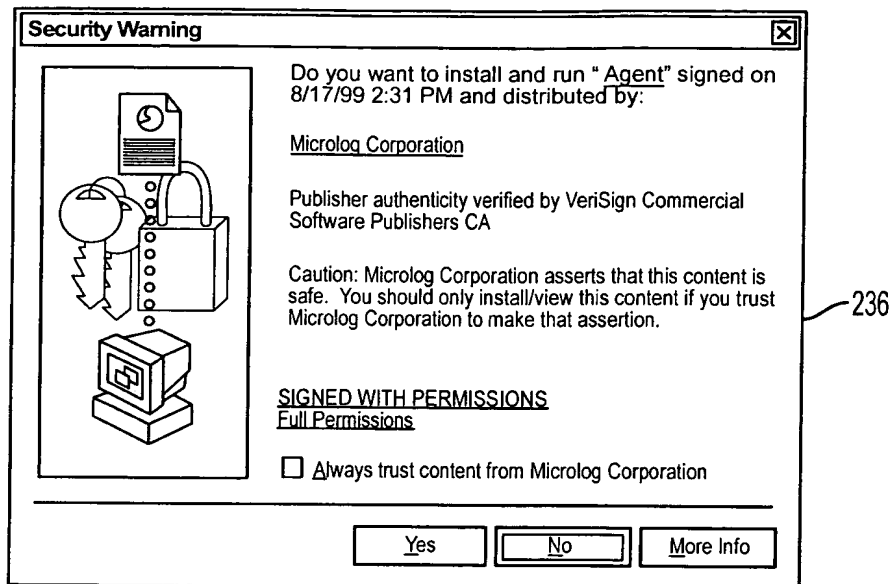 Security Warning
Do you want to install and run “ Agent” signed on
8/17/99 2:31 PM and distributed by:
Microlog Corporation
Publisher authenticity verified by VeriSign Commercial
Software Publishers CA
Caution: Microlog Corporation asserts that this content is
safe. You should only install/view this content if you trust
Microlog Corporation to make that assertion.
236
SIGNED WITH PERMISSIONS
Full Permissions
Always trust content from Microlog Corporation
Yes No More Info